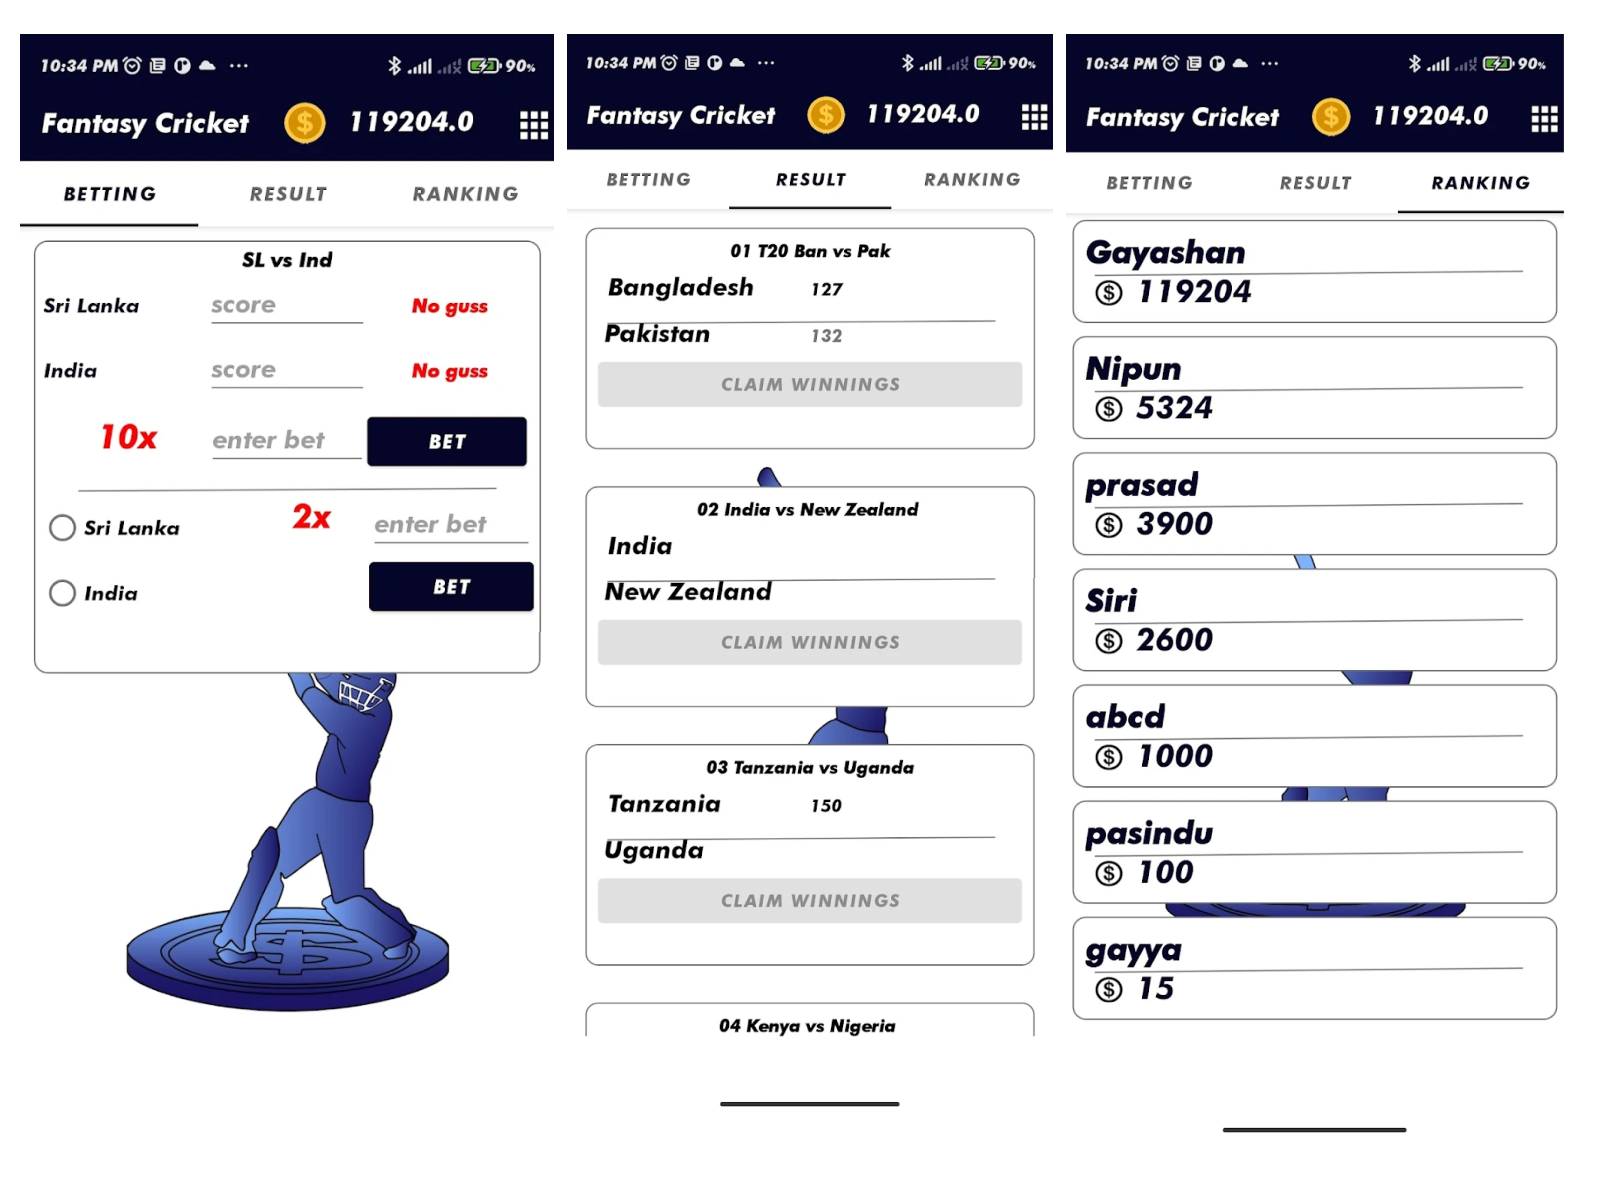 10:34 PM ... 90%
Fantasy Cricket $ 119204.0
BETTING RESULT RANKING
SL vs Ind
Sri Lanka score No guss
India score No guss
10x enter bet BET
Sri Lanka 2x enter bet
India BET
10:34 PM ... 90%
Fantasy Cricket $ 119204.0
BETTING RESULT RANKING
01 T20 Ban vs Pak
Bangladesh 127
Pakistan 132
CLAIM WINNINGS
02 India vs New Zealand
India
New Zealand
CLAIM WINNINGS
03 Tanzania vs Uganda
Tanzania 150
Uganda
CLAIM WINNINGS
04 Kenya vs Nigeria
10:34 PM ... 90%
Fantasy Cricket $ 119204.0
BETTING RESULT RANKING
Gayashan
$ 119204
Nipun
$ 5324
prasad
$ 3900
Siri
$ 2600
abcd
$ 1000
pasindu
$ 100
gayya
$ 15